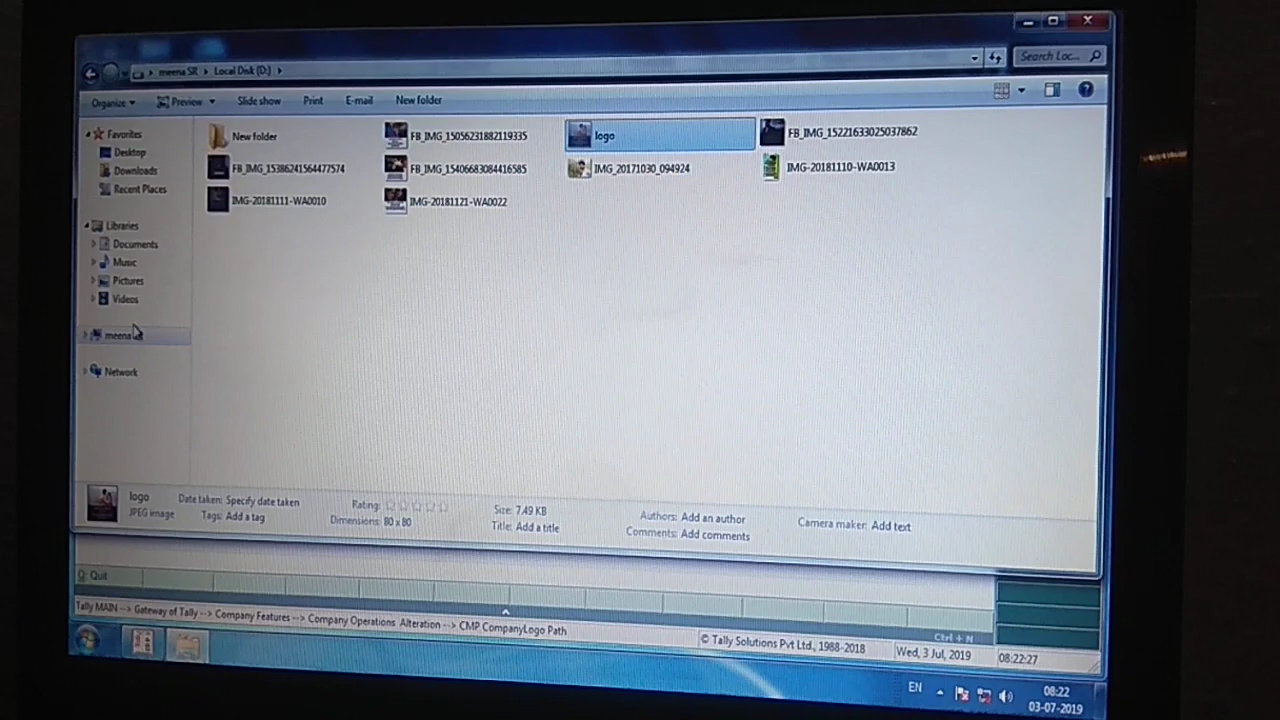 meena SR Local Disk (D:)
Search Loc...
Organize Preview Slide show Print E-mail New folder
Favorites
Desktop
Downloads
Recent Places
Libraries
Documents
Music
Pictures
Videos
meena
Network
New folder FB_IMG_15056231882119335 logo FB_IMG_15221633025037862
FB_IMG_15386241564477574 FB_IMG_15406683084416585 IMG_20171030_094924 IMG-20181110-WA0013
IMG-20181111-WA0010 IMG-20181121-WA0022
logo Date taken: Specify date taken Rating: Size: 7.49 KB Authors: Add an author Camera maker: Add text
JPEG image Tags: Add a tag Dimensions: 80 x 80 Title: Add a title Comments: Add comments
Q: Quit
Tally MAIN --> Gateway of Tally --> Company Features --> Company Operations Alteration --> CMP CompanyLogo Path
Ctrl + N
© Tally Solutions Pvt Ltd., 1988-2018 Wed, 3 Jul, 2019 08:22:27
EN 08:22
03-07-2019